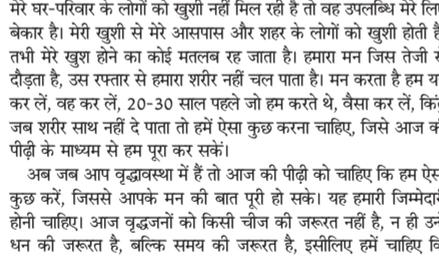 मेरे घर-परिवार के लोगों को खुशी नहीं मिल रही है तो वह उपलब्धि मेरे लि
बेकार है। मेरी खुशी से मेरे आसपास और शहर के लोगों को खुशी होती है
तभी मेरे खुश होने का कोई मतलब रह जाता है। हमारा मन जिस तेजी स
दौड़ता है, उस रफ्तार से हमारा शरीर नहीं चल पाता है। मन करता है हम य
कर लें, वह कर लें, 20-30 साल पहले जो हम करते थे, वैसा कर लें, किं
जब शरीर साथ नहीं दे पाता तो हमें ऐसा कुछ करना चाहिए, जिसे आज क
पीढ़ी के माध्यम से हम पूरा कर सकें।
अब जब आप वृद्धावस्था में हैं तो आज की पीढ़ी को चाहिए कि हम ऐस
कुछ करें, जिससे आपके मन की बात पूरी हो सके। यह हमारी जिम्मेदा
होनी चाहिए। आज वृद्धजनों को किसी चीज की जरूरत नहीं है, न ही उन
धन की जरूरत है, बल्कि समय की जरूरत है, इसीलिए हमें चाहिए कि